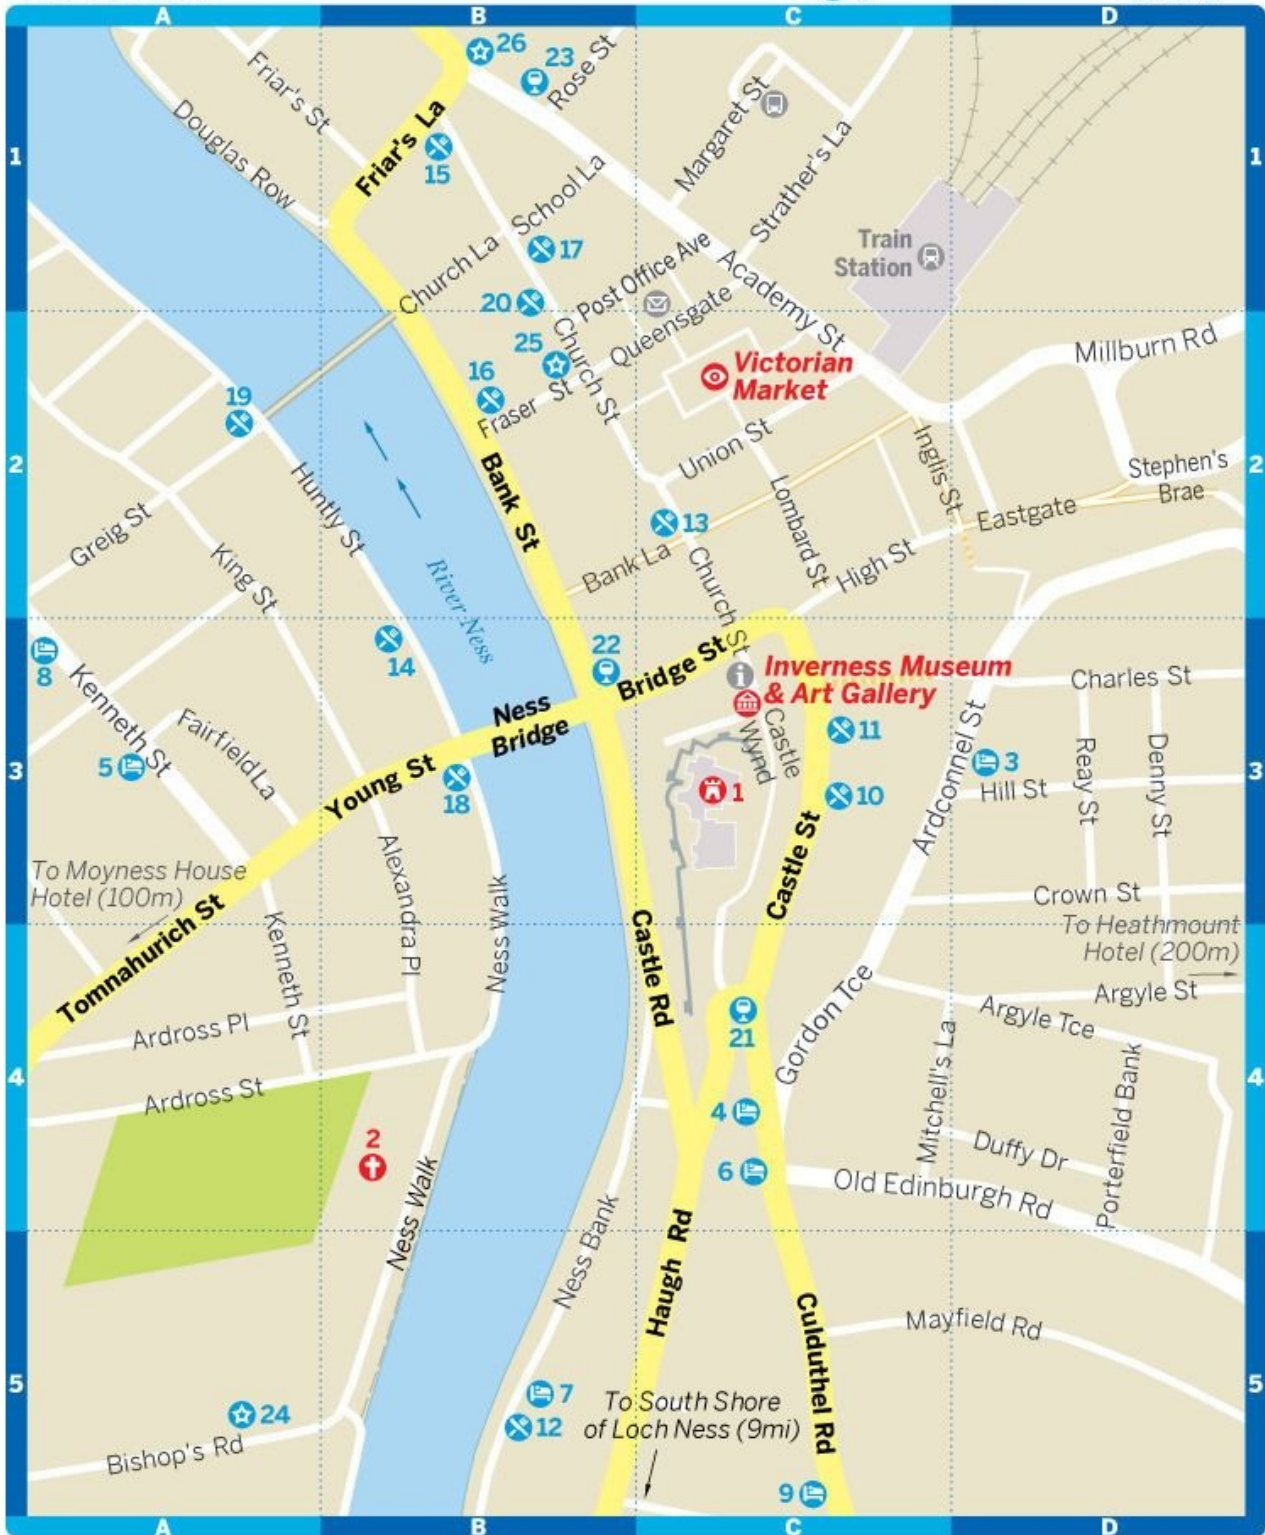 A
B
C
D
26
23
Rose St
Friar's St
Margaret St
Douglas Row
Friar's La
1
1
15
School La
Strather's La
Church La
17
Post Office Ave
Academy St
Train
Station
20
Queensgate
Church St
25
Millburn Rd
Victorian
Market
16
Fraser St
19
Union St
Inglis St
2
2
Bank St
Stephen's
Brae
Huntly St
Lombard St
Eastgate
13
Greig St
King St
Bank La
High St
River Ness
Church St
22
14
8
Bridge St
Inverness Museum
& Art Gallery
Charles St
Kenneth St
Fairfield La
Ness
Bridge
Castle
Wynd
11
Ardconnel St
3
5
3
3
Reay St
Denny St
Young St
18
1
10
Hill St
Castle St
Alexandra Pl
To Moyness House
Hotel (100m)
Crown St
Ness Walk
Tomnahurich St
Kenneth St
Castle Rd
To Heathmount
Hotel (200m)
Gordon Tce
Argyle St
Argyle Tce
Ardross Pl
21
4
4
Ardross St
Mitchell's La
Porterfield Bank
4
2
Duffy Dr
6
Old Edinburgh Rd
Ness Walk
Ness Bank
Haugh Rd
Culduthel Rd
Mayfield Rd
5
5
7
To South Shore
of Loch Ness (9mi)
24
12
Bishop's Rd
9
A
B
C
D